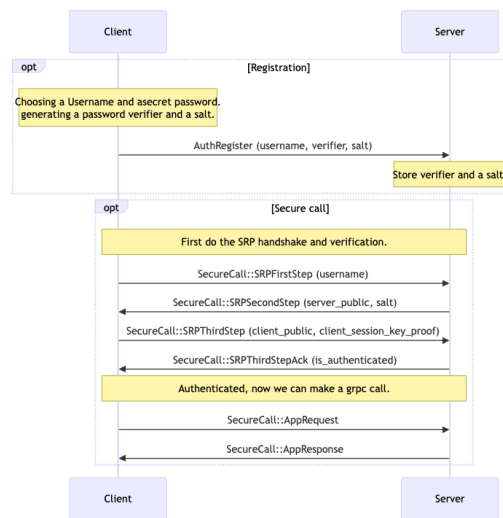 Client
Server
opt
[Registration]
Choosing a Username and asecret password.
generating a password verifier and a salt.
AuthRegister (username, verifier, salt)
Store verifier and a salt
opt
[Secure call]
First do the SRP handshake and verification.
SecureCall::SRPFirstStep (username)
SecureCall::SRPSecondStep (server_public, salt)
SecureCall::SRPThirdStep (client_public, client_session_key_proof)
SecureCall::SRPThirdStepAck (is_authenticated)
Authenticated, now we can make a grpc call.
SecureCall::AppRequest
SecureCall::AppResponse
Client
Server